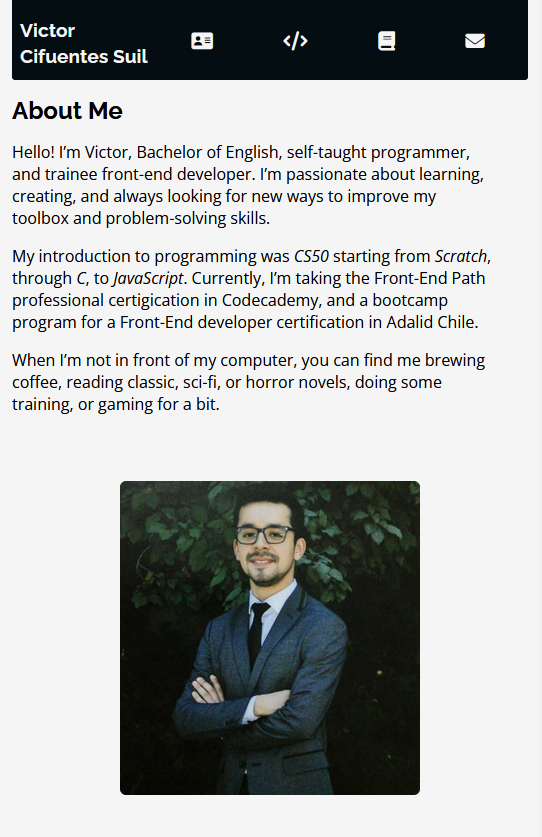 Victor
Cifuentes Suil
About Me
Hello! I’m Victor, Bachelor of English, self-taught programmer,
and trainee front-end developer. I’m passionate about learning,
creating, and always looking for new ways to improve my
toolbox and problem-solving skills.
My introduction to programming was CS50 starting from Scratch,
through C, to JavaScript. Currently, I’m taking the Front-End Path
professional certigication in Codecademy, and a bootcamp
program for a Front-End developer certification in Adalid Chile.
When I’m not in front of my computer, you can find me brewing
coffee, reading classic, sci-fi, or horror novels, doing some
training, or gaming for a bit.